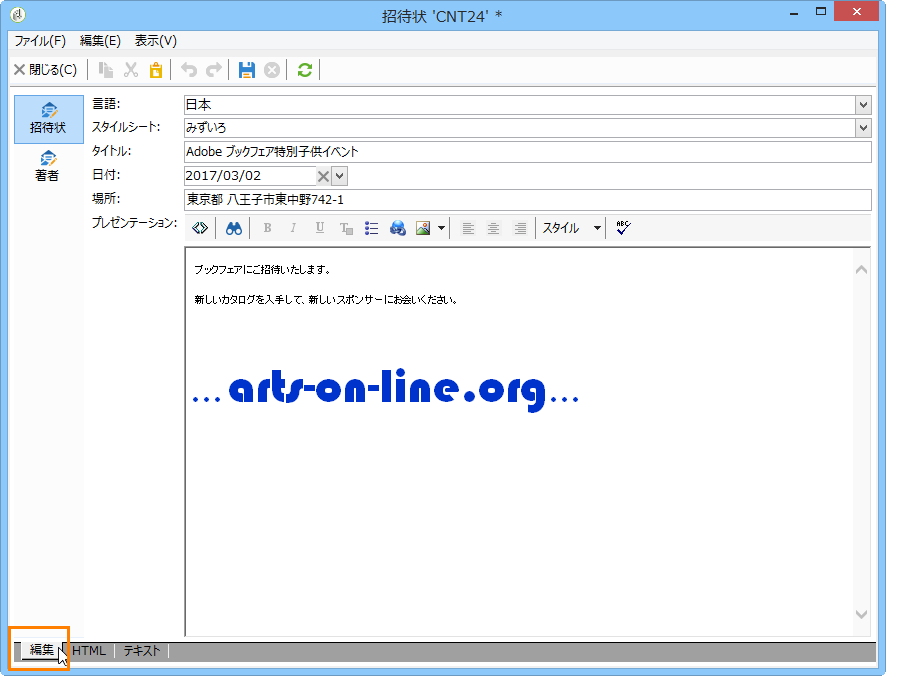 招待状 'CNT24' *
ファイル(F) 編集(E) 表示(V)
閉じる(C)
招待状
著者
言語: 日本
スタイルシート: みずいろ
タイトル: Adobe ブックフェア特別子供イベント
日付: 2017/03/02
場所: 東京都 八王子市東中野742-1
プレゼンテーション:
B I U T スタイル ABC
ブックフェアにご招待いたします。
新しいカタログを入手して、新しいスポンサーにお会いください。
...arts-on-line.org...
編集 HTML テキスト